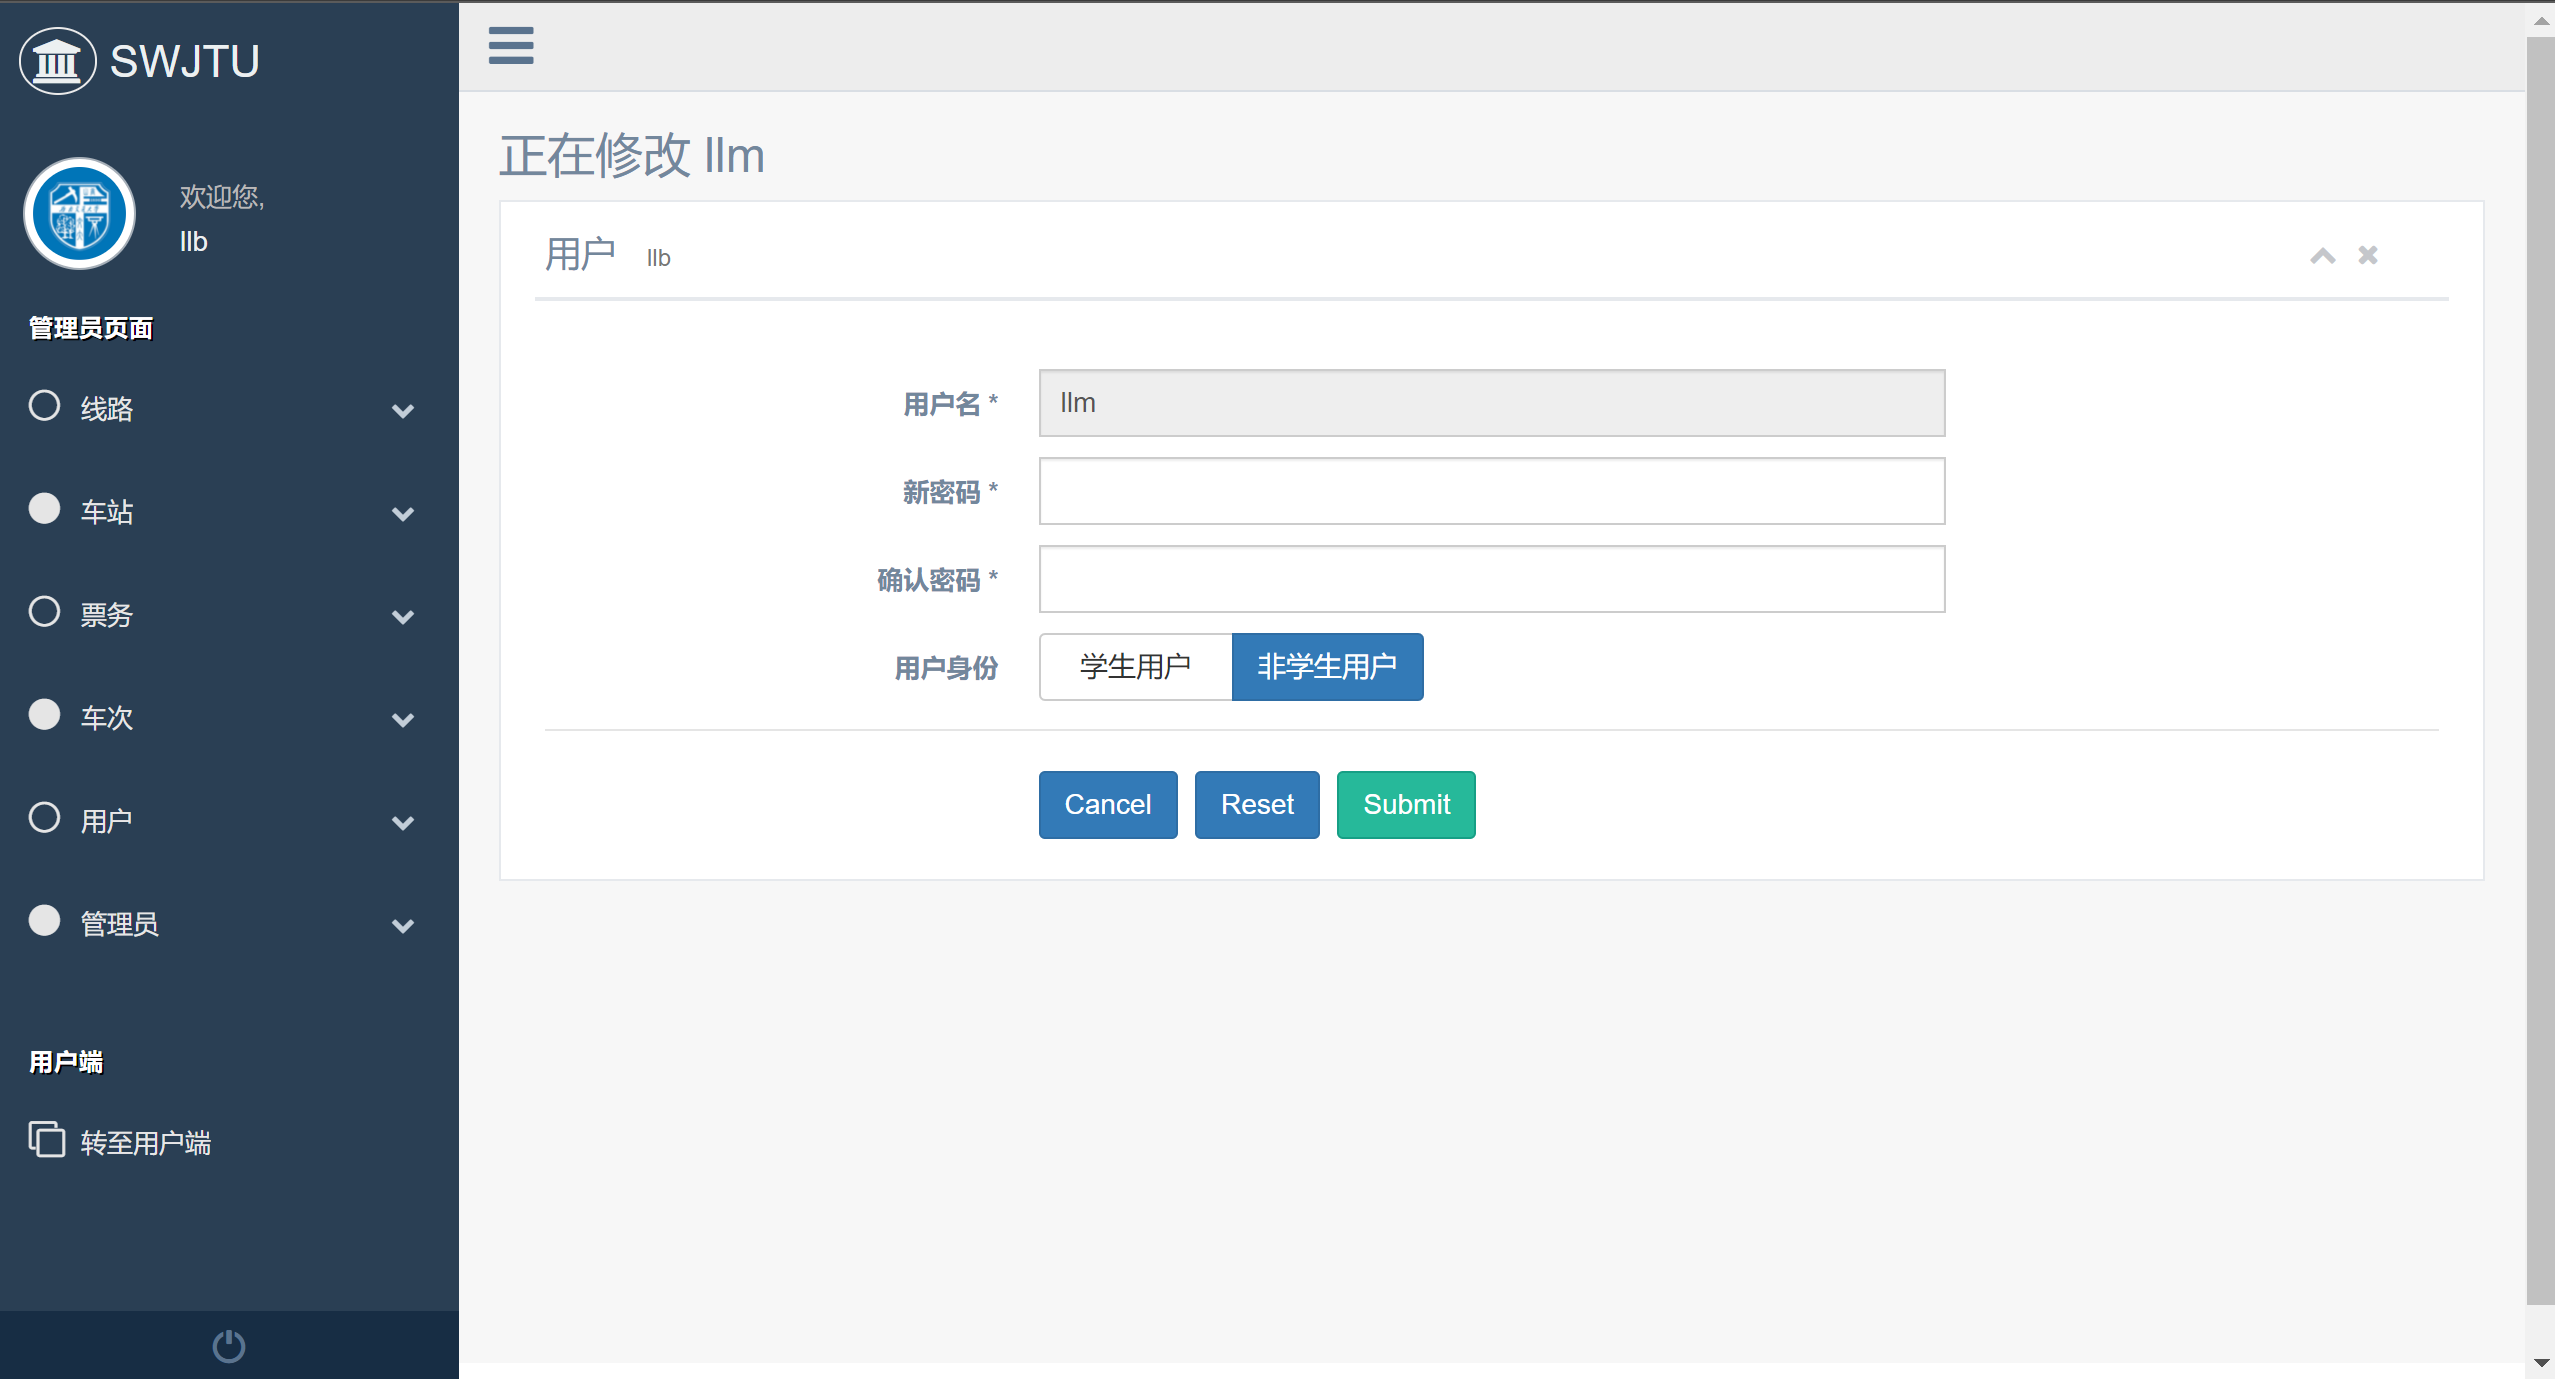 SWJTU
欢迎您,
llb
管理员页面
线路
车站
票务
车次
用户
管理员
用户端
转至用户端
正在修改 llm
用户 llb
用户名 * llm
新密码 *
确认密码 *
用户身份 学生用户 非学生用户
Cancel Reset Submit